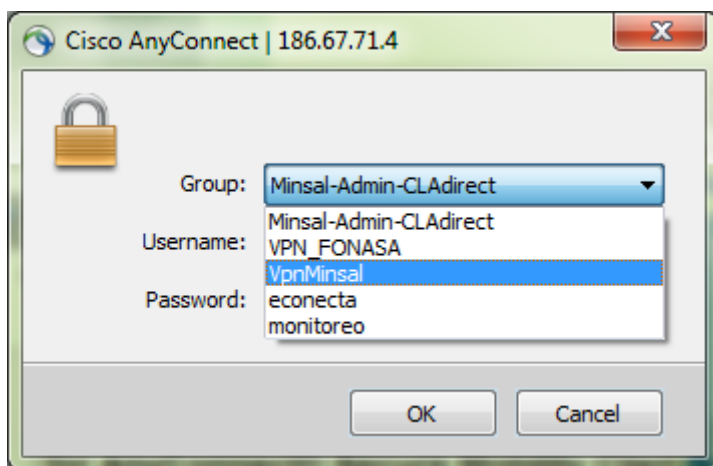 Cisco AnyConnect | 186.67.71.4
Group: Minsal-Admin-CLAdirect
Minsal-Admin-CLAdirect
Username: VPN_FONASA
VpnMinsal
Password: econecta
monitoreo
OK Cancel